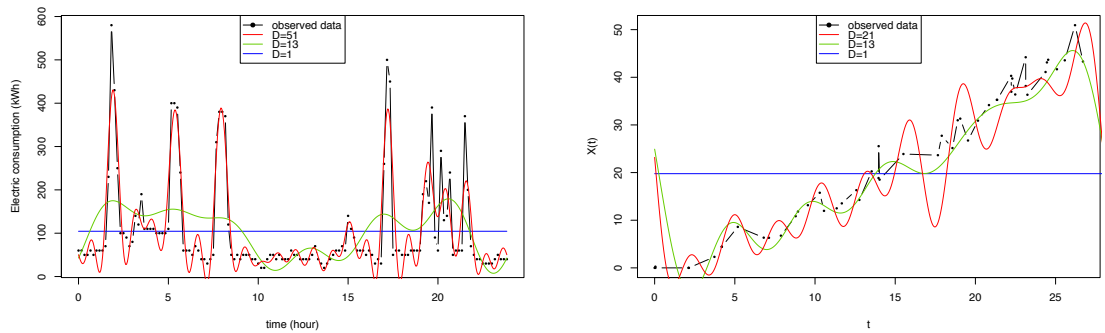 observed data
D=51
D=13
D=1
Electric consumption (kWh)
0 100 200 300 400 500 600
0 5 10 15 20
time (hour)
observed data
D=21
D=13
D=1
X(t)
0 10 20 30 40 50
0 5 10 15 20 25
t